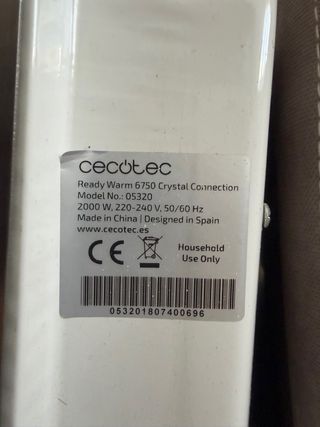 cecotec
Ready Warm 6750 Crystal Connection
Model No.: 05320
2000 W, 220-240 V, 50/60 Hz
Made in China | Designed in Spain
www.cecotec.es
CE
Household
Use Only
053201807400696